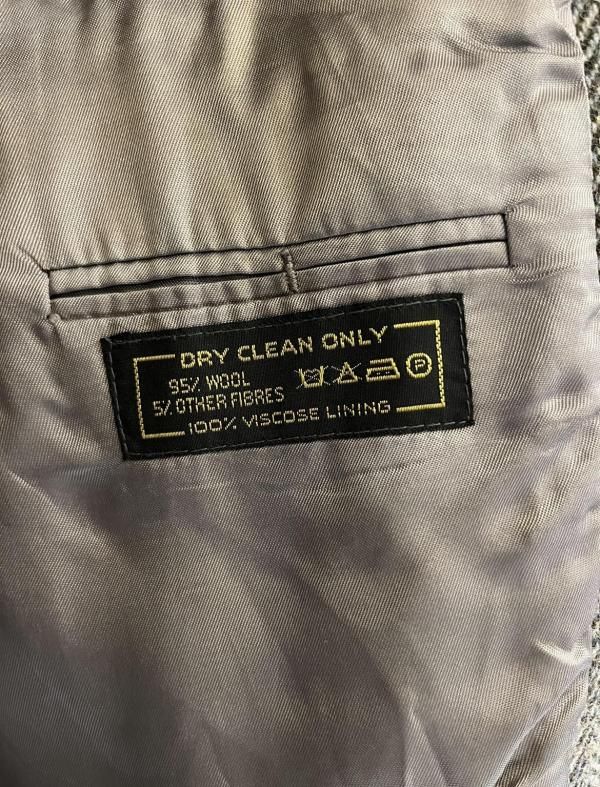 DRY CLEAN ONLY
95% WOOL
5% OTHER FIBRES
P
100% VISCOSE LINING